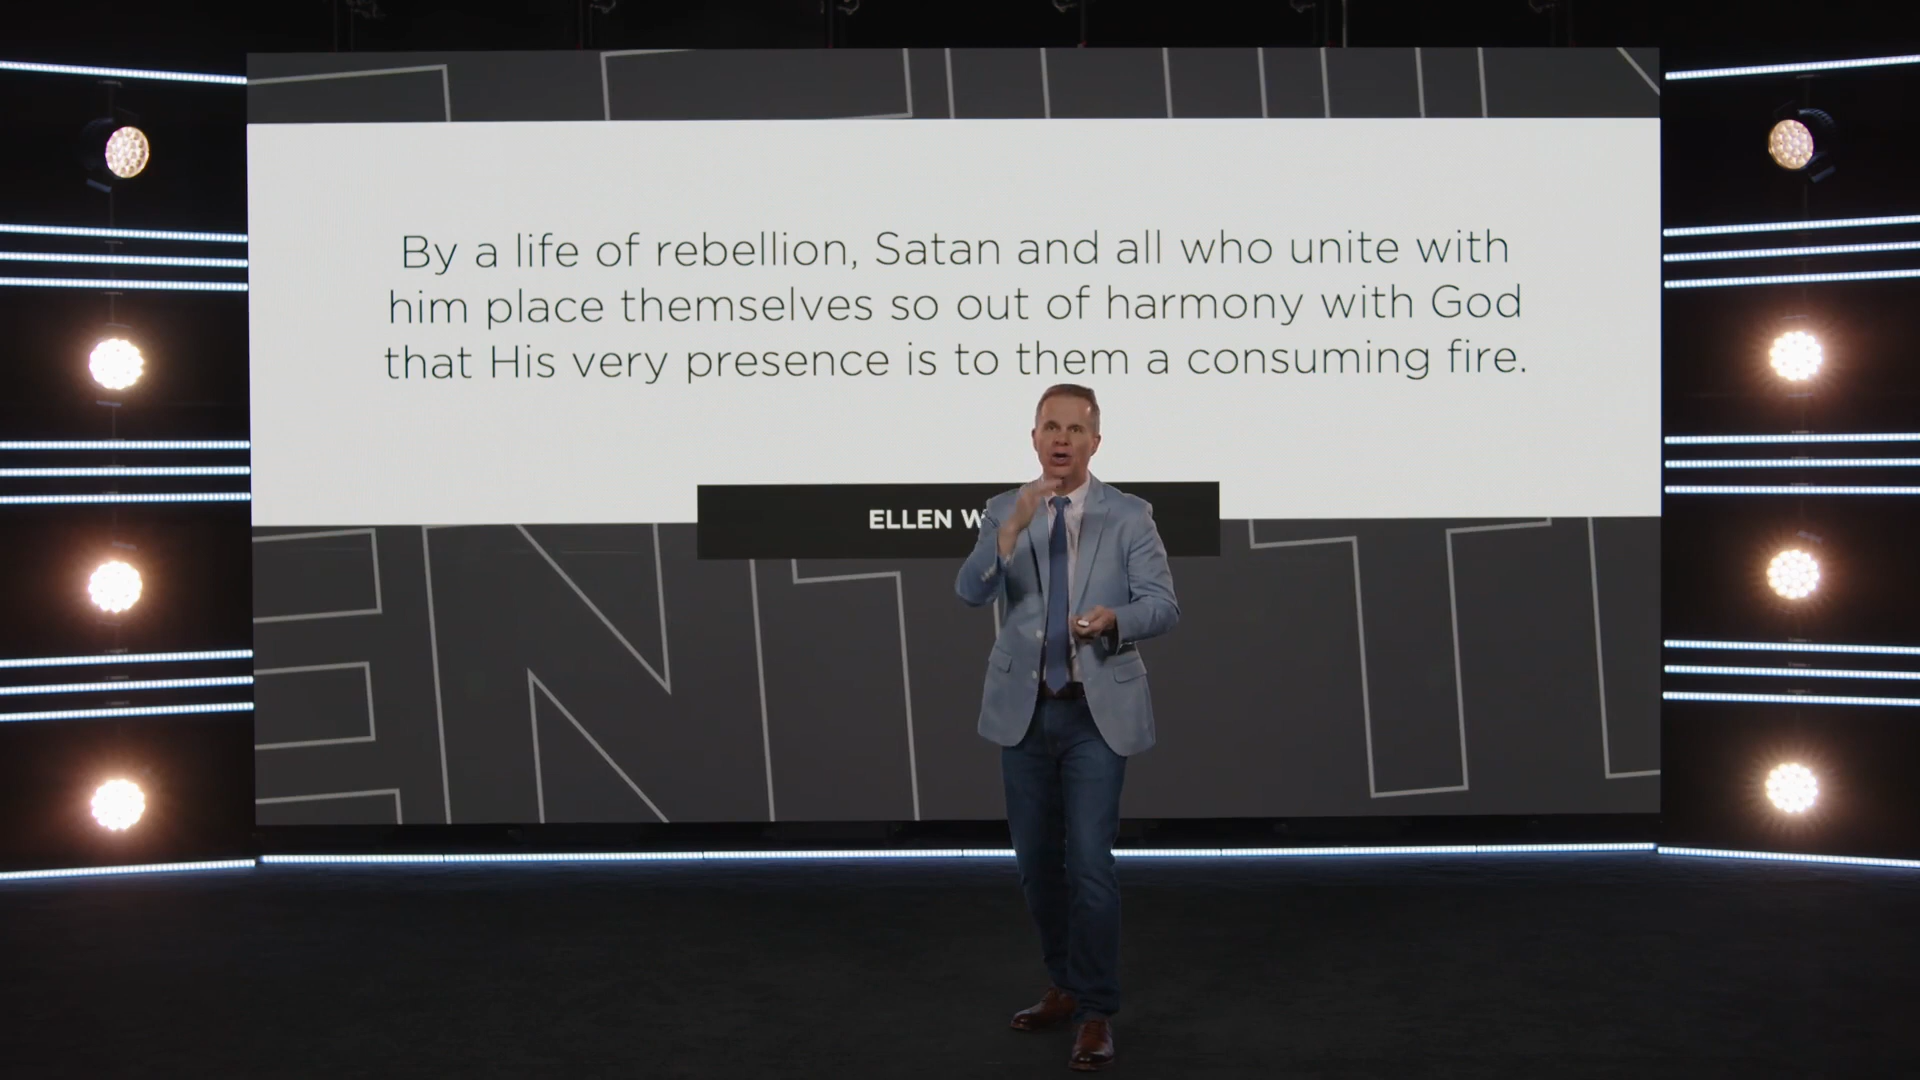 By a life of rebellion, Satan and all who unite with
him place themselves so out of harmony with God
that His very presence is to them a consuming fire.
ELLEN